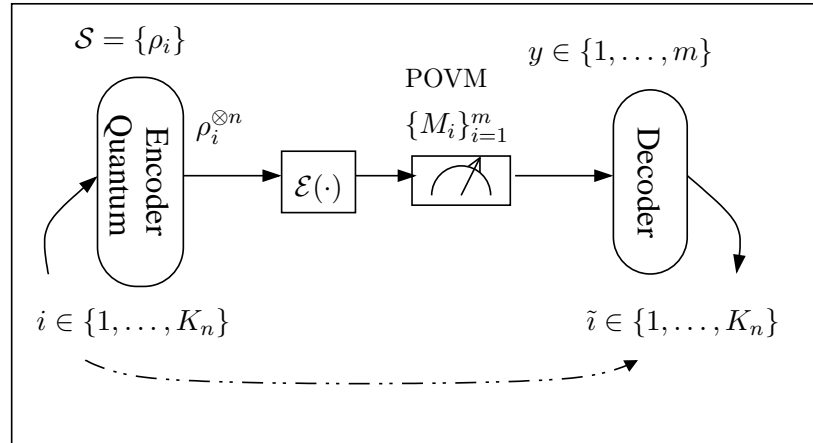 𝒮 = {ρ_i}
y ∈ {1, . . . , m}
POVM
{M_i}_{i=1}^m
Quantum
Encoder
ρ_i^{⊗n}
ℰ(·)
Decoder
i ∈ {1, . . . , K_n}
ĩ ∈ {1, . . . , K_n}